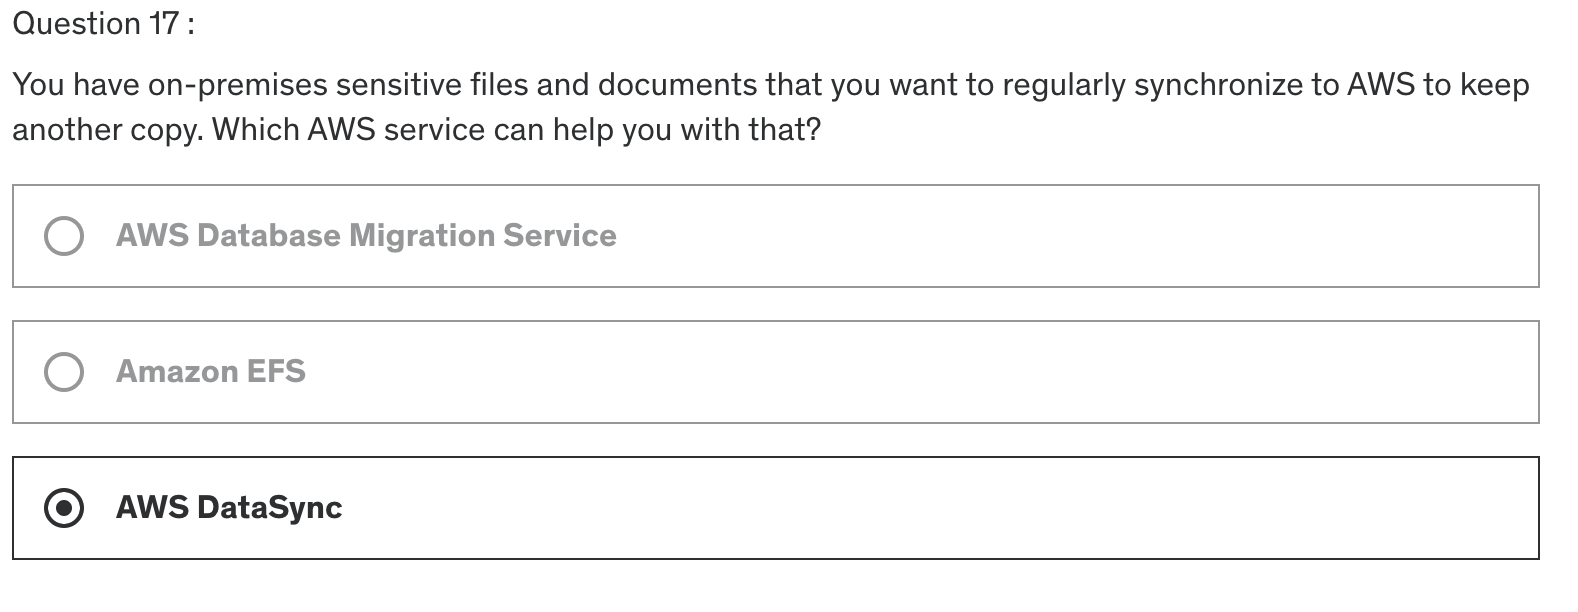 Question 17 :
You have on-premises sensitive files and documents that you want to regularly synchronize to AWS to keep
another copy. Which AWS service can help you with that?
AWS Database Migration Service
Amazon EFS
AWS DataSync